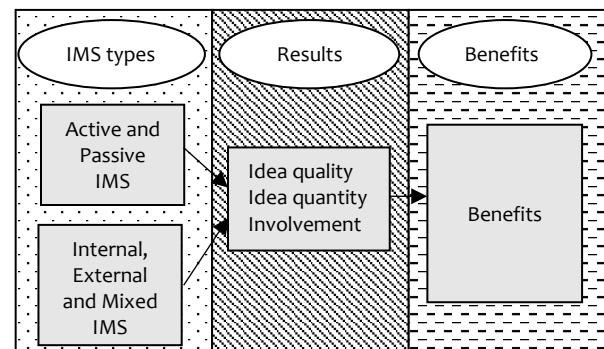 IMS types
Results
Benefits
Active and
Passive
IMS
Internal,
External
and Mixed
IMS
Idea quality
Idea quantity
Involvement
Benefits